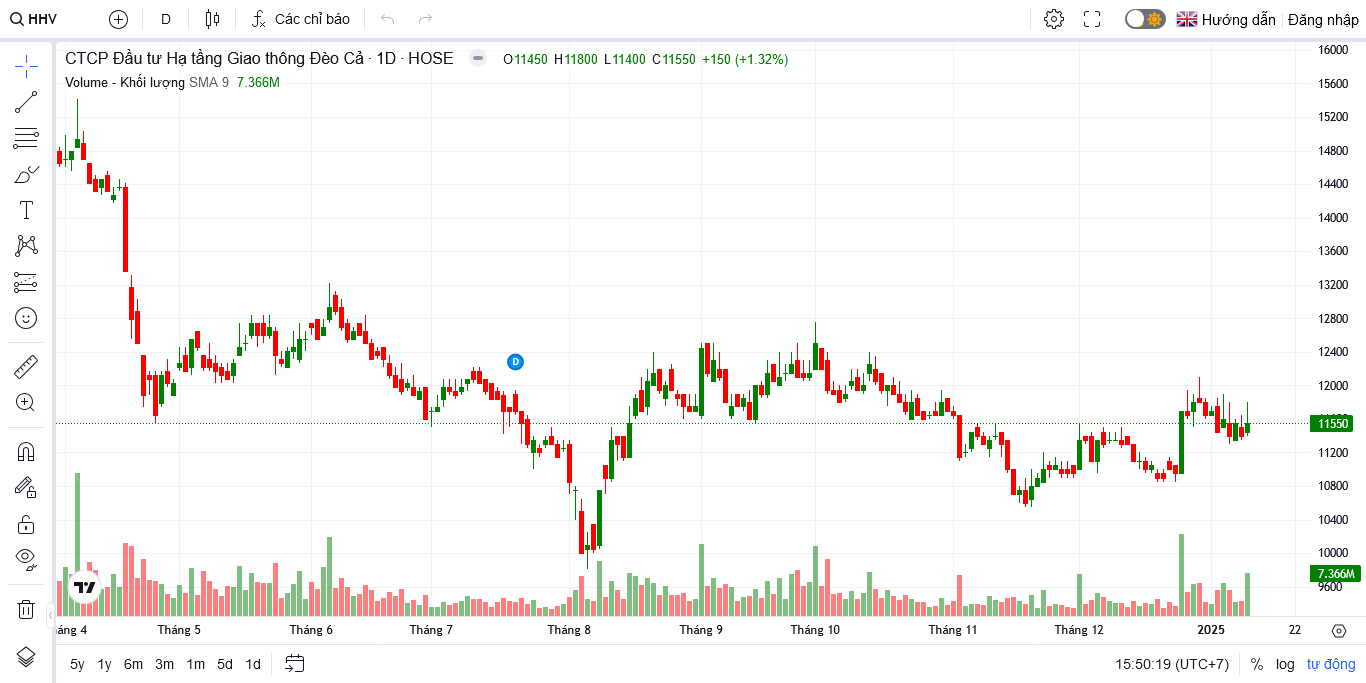 HHV D Các chỉ báo Hướng dẫn Đăng nhập
CTCP Đầu tư Hạ tầng Giao thông Đèo Cả · 1D · HOSE O11450 H11800 L11400 C11550 +150 (+1.32%)
Volume - Khối lượng SMA 9 7.366M
16000
15600
15200
14800
14400
14000
13600
13200
12800
12400
12000
11550
11200
10800
10400
10000
7.366M
9600
D
áng 4 Tháng 5 Tháng 6 Tháng 7 Tháng 8 Tháng 9 Tháng 10 Tháng 11 Tháng 12 2025 22
5y 1y 6m 3m 1m 5d 1d 15:50:19 (UTC+7) % log tự động